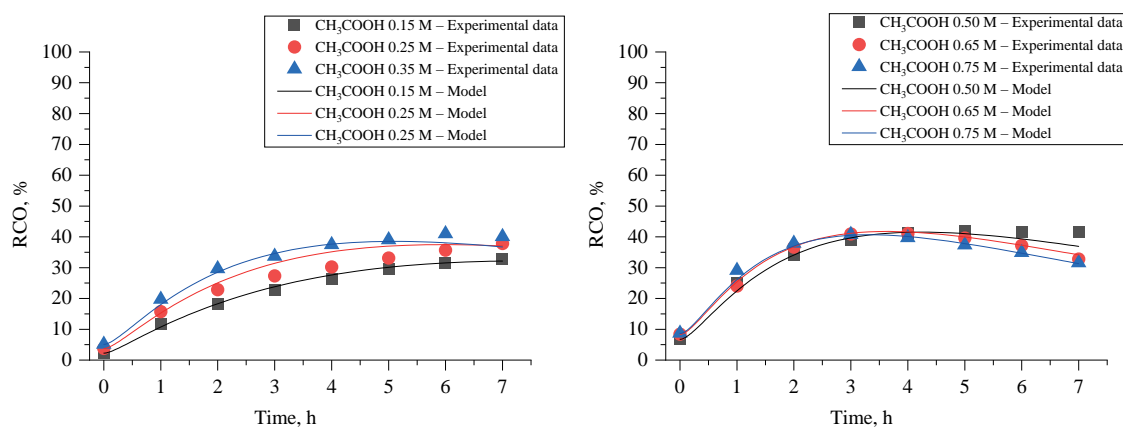 CH₃COOH 0.15 M – Experimental data
CH₃COOH 0.25 M – Experimental data
CH₃COOH 0.35 M – Experimental data
CH₃COOH 0.15 M – Model
CH₃COOH 0.25 M – Model
CH₃COOH 0.25 M – Model
100
90
80
70
60
50
40
30
20
10
0
RCO, %
0 1 2 3 4 5 6 7
Time, h
CH₃COOH 0.50 M – Experimental data
CH₃COOH 0.65 M – Experimental data
CH₃COOH 0.75 M – Experimental data
CH₃COOH 0.50 M – Model
CH₃COOH 0.65 M – Model
CH₃COOH 0.75 M – Model
100
90
80
70
60
50
40
30
20
10
0
RCO, %
0 1 2 3 4 5 6 7
Time, h